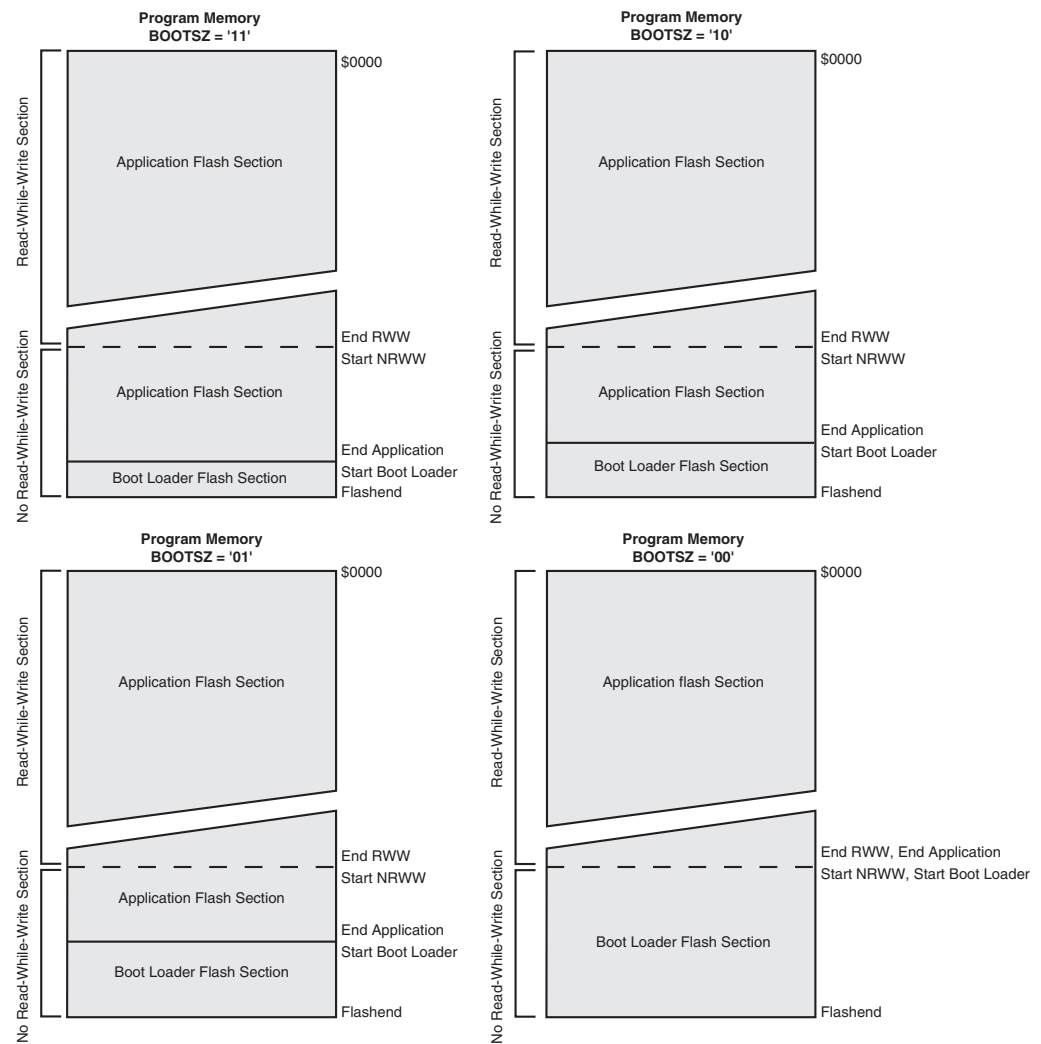 Program Memory
BOOTSZ = '11'
$0000
Read-While-Write Section
Application Flash Section
End RWW
Start NRWW
No Read-While-Write Section
Application Flash Section
End Application
Start Boot Loader
Boot Loader Flash Section
Flashend
Program Memory
BOOTSZ = '10'
$0000
Read-While-Write Section
Application Flash Section
End RWW
Start NRWW
No Read-While-Write Section
Application Flash Section
End Application
Start Boot Loader
Boot Loader Flash Section
Flashend
Program Memory
BOOTSZ = '01'
$0000
Read-While-Write Section
Application Flash Section
End RWW
Start NRWW
No Read-While-Write Section
Application Flash Section
End Application
Start Boot Loader
Boot Loader Flash Section
Flashend
Program Memory
BOOTSZ = '00'
$0000
Read-While-Write Section
Application flash Section
End RWW, End Application
Start NRWW, Start Boot Loader
No Read-While-Write Section
Boot Loader Flash Section
Flashend